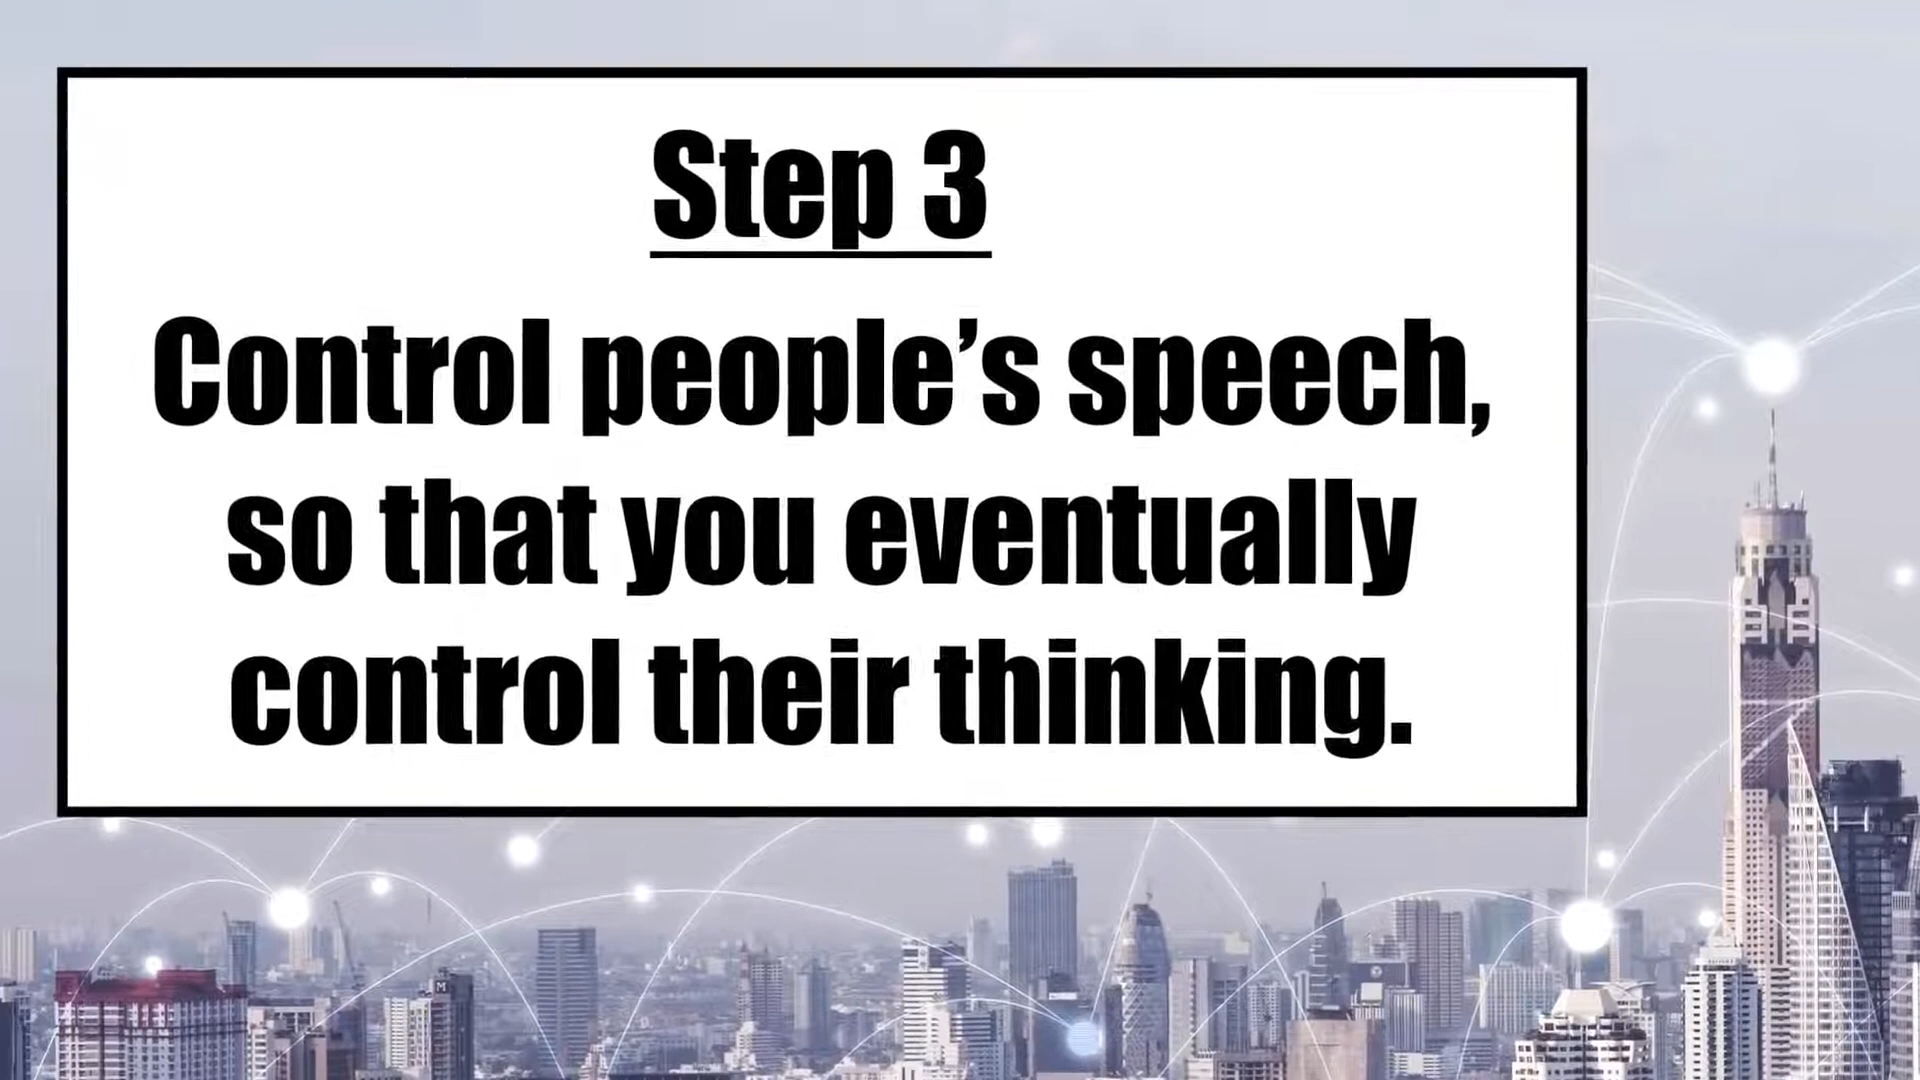 Step 3
Control people’s speech,
so that you eventually
control their thinking.